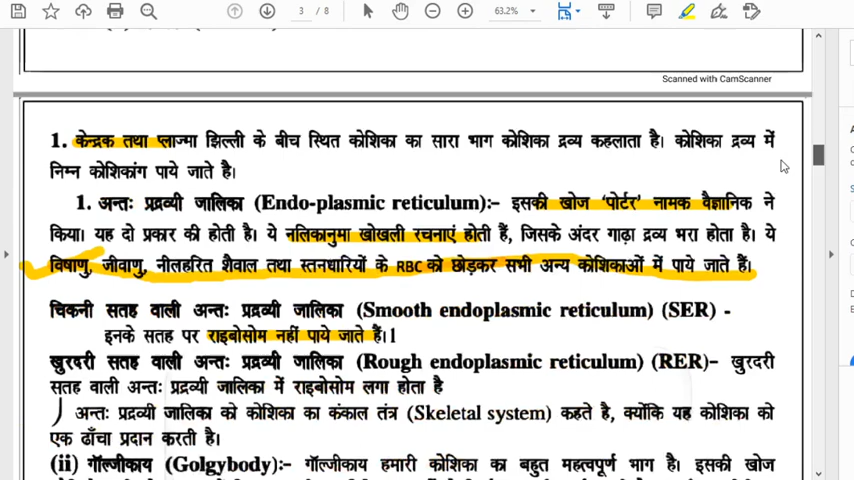 3 / 8
63.2%
Scanned with CamScanner
1. केन्द्रक तथा प्लाज्मा झिल्ली के बीच स्थित कोशिका का सारा भाग कोशिका द्रव्य कहलाता है। कोशिका द्रव्य में
निम्न कोशिकांग पाये जाते है।
1. अन्तः प्रद्रव्यी जालिका (Endo-plasmic reticulum):- इसकी खोज 'पोर्टर' नामक वैज्ञानिक ने
किया। यह दो प्रकार की होती है। ये नलिकानुमा खोखली रचनाएं होती हैं, जिसके अंदर गाढ़ा द्रव्य भरा होता है। ये
विषाणु, जीवाणु, नीलहरित शैवाल तथा स्तनधारियों के RBC को छोड़कर सभी अन्य कोशिकाओं में पाये जाते हैं।
चिकनी सतह वाली अन्तः प्रद्रव्यी जालिका (Smooth endoplasmic reticulum) (SER) -
इनके सतह पर राइबोसोम नहीं पाये जाते हैं।1
खुरदरी सतह वाली अन्तः प्रद्रव्यी जालिका (Rough endoplasmic reticulum) (RER)- खुरदरी
सतह वाली अन्तः प्रद्रव्यी जालिका में राइबोसोम लगा होता है
) अन्तः प्रद्रव्यी जालिका को कोशिका का कंकाल तंत्र (Skeletal system) कहते है, क्योंकि यह कोशिका को
एक ढाँचा प्रदान करती है।
(ii) गॉल्जीकाय (Golgybody):- गॉल्जीकाय हमारी कोशिका का बहुत महत्वपूर्ण भाग है। इसकी खोज